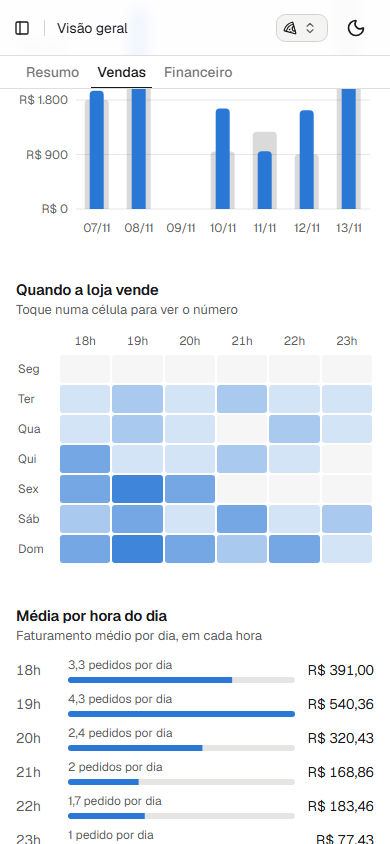 Visão geral
Resumo Vendas Financeiro
R$ 1.800
R$ 900
R$ 0
07/11 08/11 09/11 10/11 11/11 12/11 13/11
Quando a loja vende
Toque numa célula para ver o número
18h 19h 20h 21h 22h 23h
Seg
Ter
Qua
Qui
Sex
Sáb
Dom
Média por hora do dia
Faturamento médio por dia, em cada hora
18h 3,3 pedidos por dia R$ 391,00
19h 4,3 pedidos por dia R$ 540,36
20h 2,4 pedidos por dia R$ 320,43
21h 2 pedidos por dia R$ 168,86
22h 1,7 pedido por dia R$ 183,46
23h 1 pedido por dia R$ 77,43